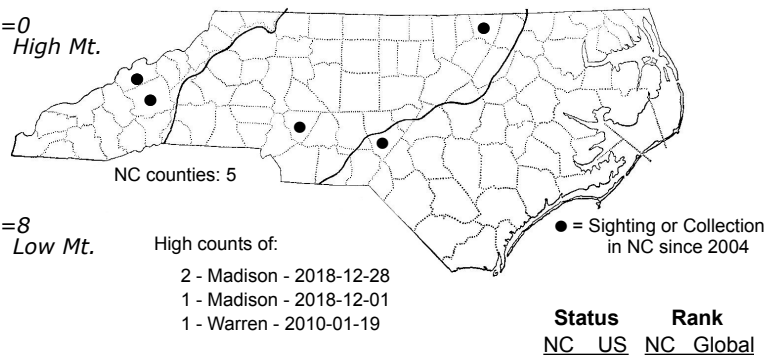 =0
High Mt.
NC counties: 5
=8
Low Mt.
High counts of:
2 - Madison - 2018-12-28
1 - Madison - 2018-12-01
1 - Warren - 2010-01-19
● = Sighting or Collection
in NC since 2004
Status Rank
NC US NC Global